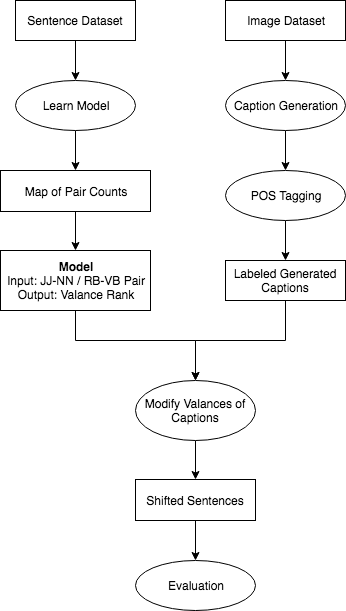 Sentence Dataset
Image Dataset
Learn Model
Caption Generation
Map of Pair Counts
POS Tagging
Model
Input: JJ-NN / RB-VB Pair
Output: Valance Rank
Labeled Generated
Captions
Modify Valances of
Captions
Shifted Sentences
Evaluation